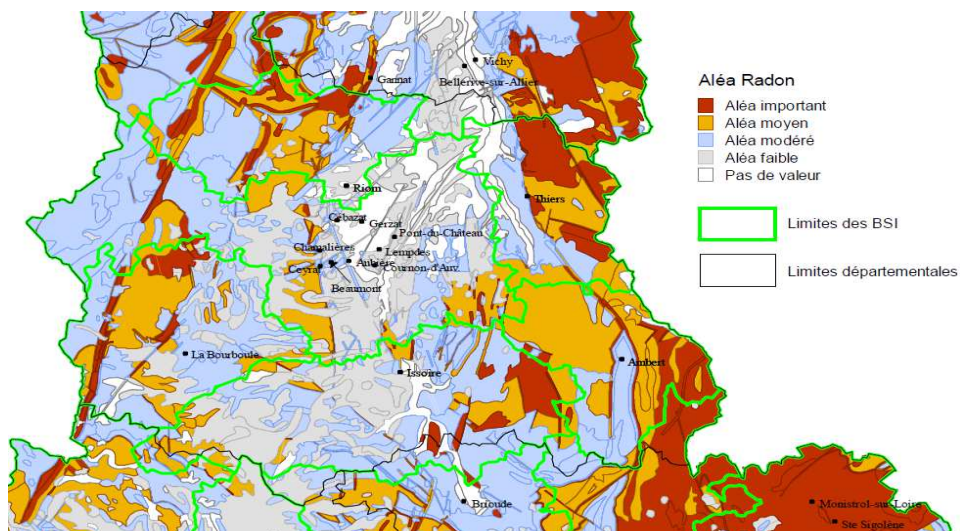 Gannat
Vichy
Bellerive-sur-Allier
Riom
Thiers
Cébazat
Gerzat
Pont-du-Château
Chamalières
Lempdes
Ceyrat
Aubière
Cournon-d'Auv.
Beaumont
La Bourboule
Issoire
Ambert
Brioude
Monistrol-sur-Loire
Ste Sigolène
Aléa Radon
Aléa important
Aléa moyen
Aléa modéré
Aléa faible
Pas de valeur
Limites des BSI
Limites départementales